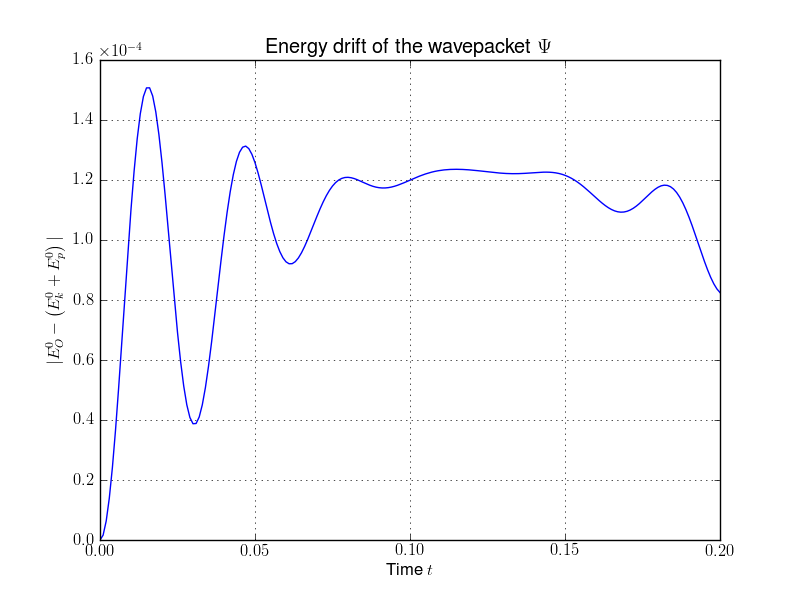 Energy drift of the wavepacket Ψ
×10⁻⁴
1.6
1.4
1.2
1.0
0.8
0.6
0.4
0.2
0.0
0.00 0.05 0.10 0.15 0.20
Time t
|E_O^0 − (E_k^0 + E_p^0)|